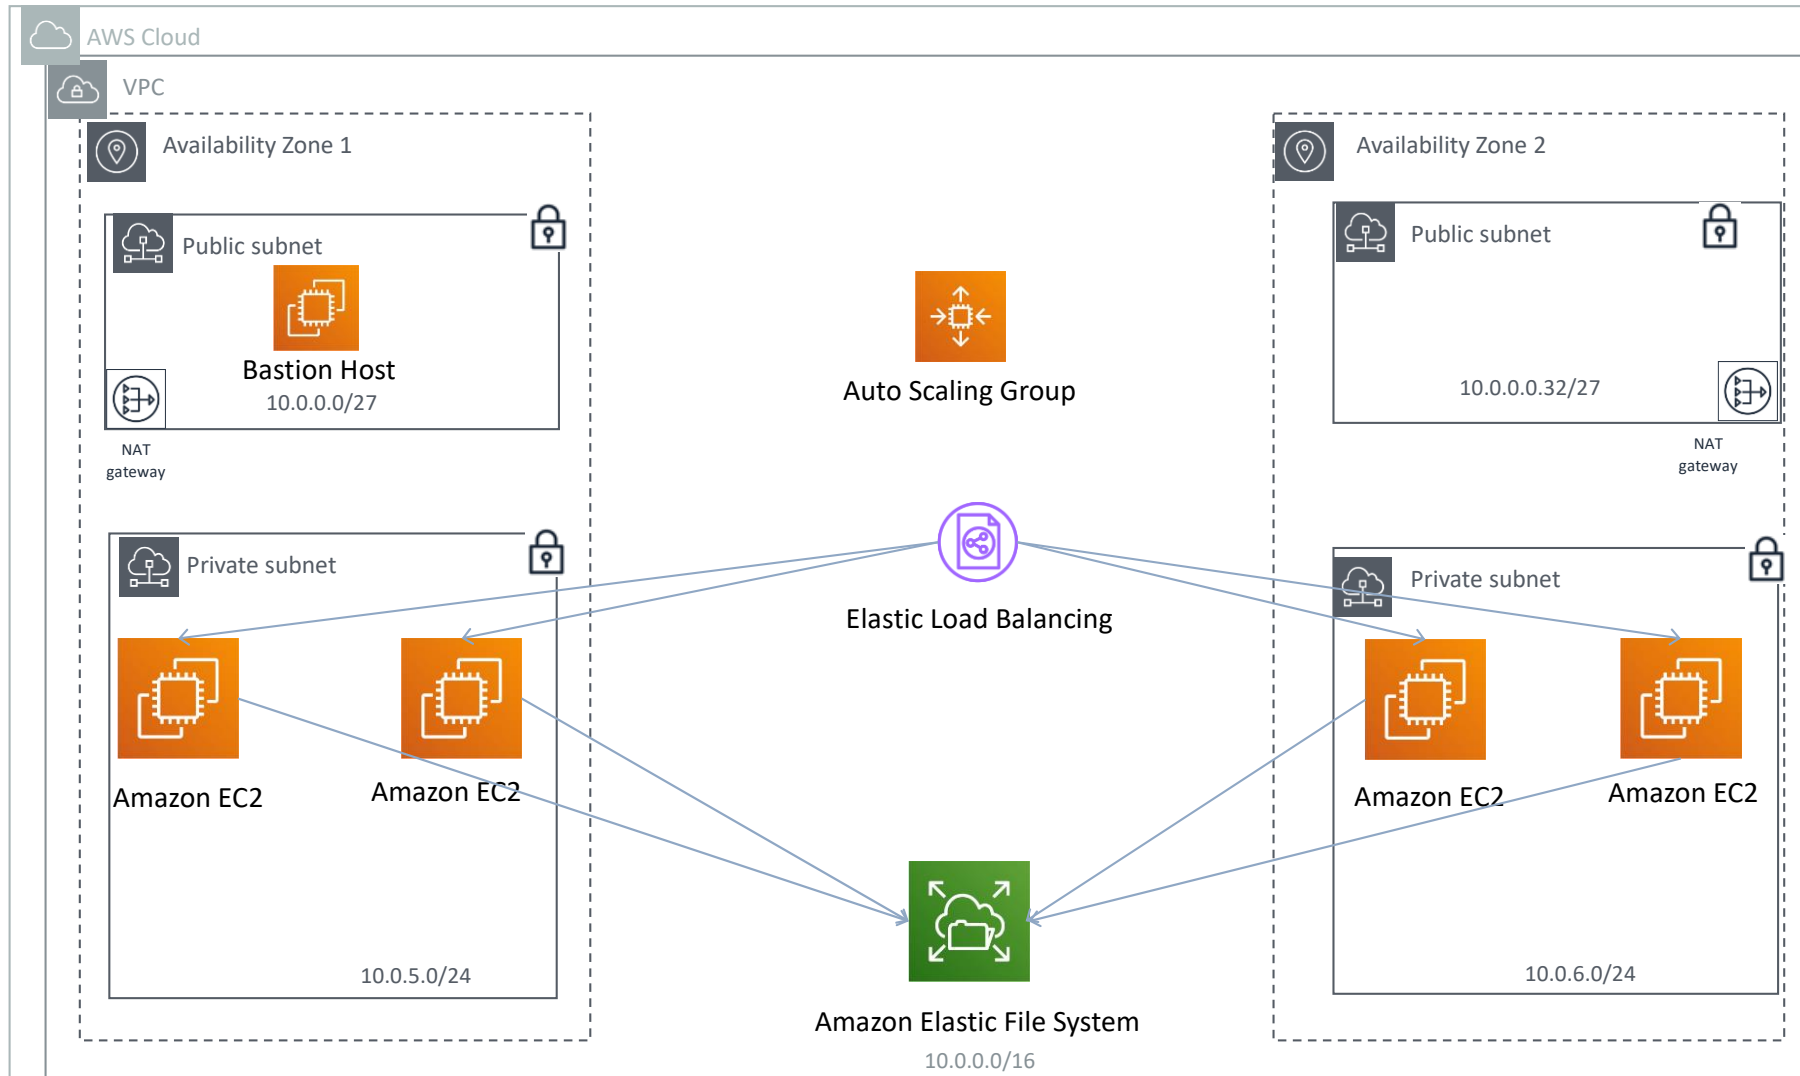 AWS Cloud
VPC
Availability Zone 1
Public subnet
Bastion Host
10.0.0.0/27
NAT
gateway
Private subnet
Amazon EC2
Amazon EC2
10.0.5.0/24
Auto Scaling Group
Elastic Load Balancing
Amazon Elastic File System
10.0.0.0/16
Availability Zone 2
Public subnet
10.0.0.0.32/27
NAT
gateway
Private subnet
Amazon EC2
Amazon EC2
10.0.6.0/24